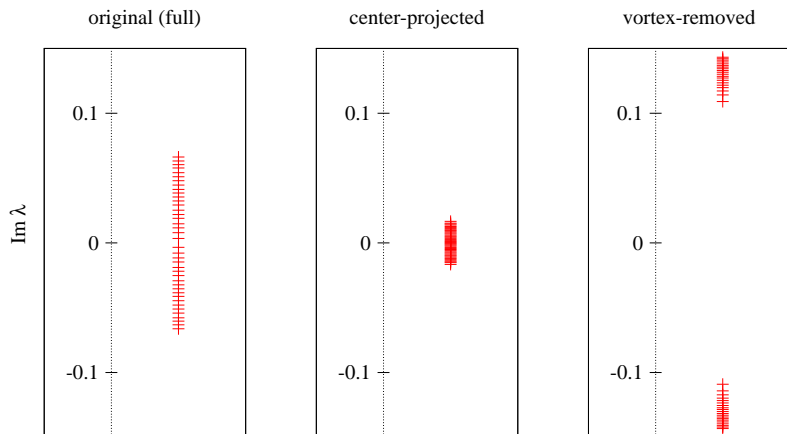 original (full) center-projected vortex-removed
0.1 0.1 0.1
Im λ
0 0 0
-0.1 -0.1 -0.1